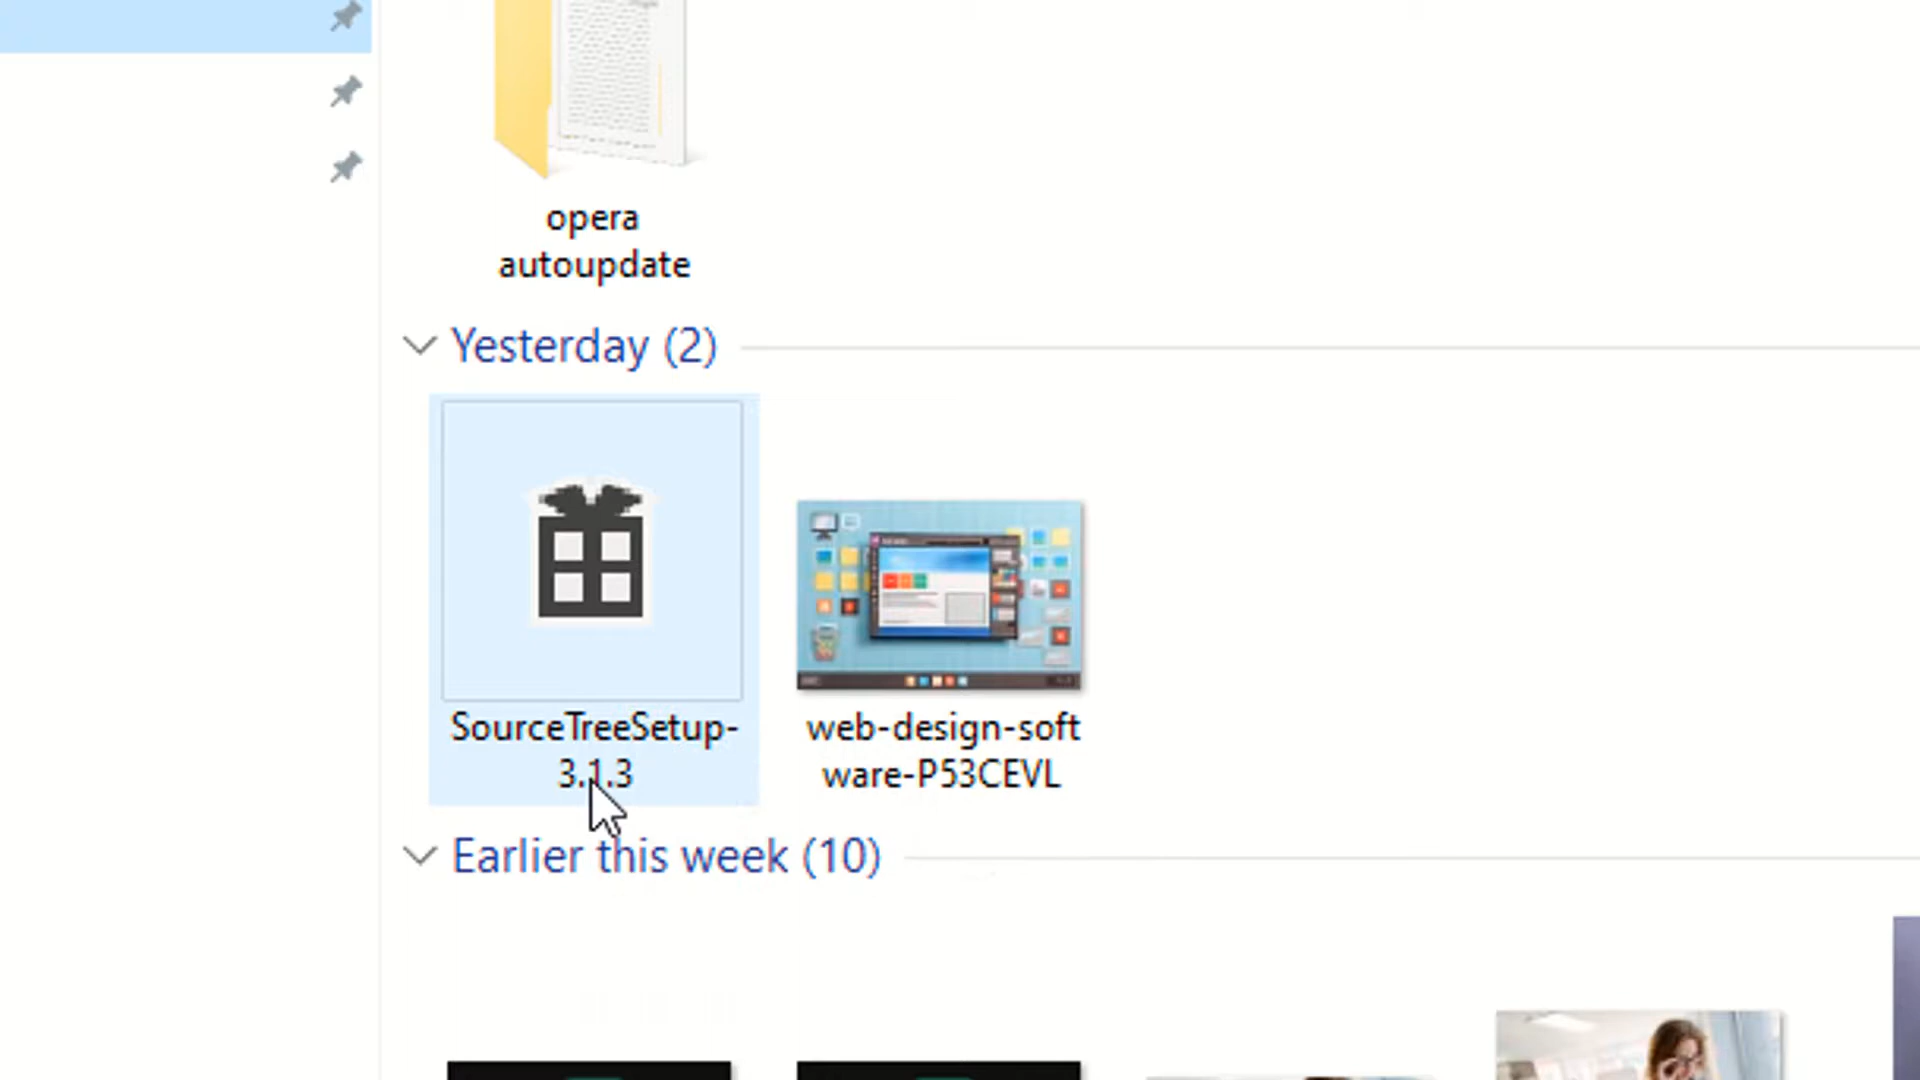 opera
autoupdate
Yesterday (2)
SourceTreeSetup-
3.1.3
web-design-soft
ware-P53CEVL
Earlier this week (10)